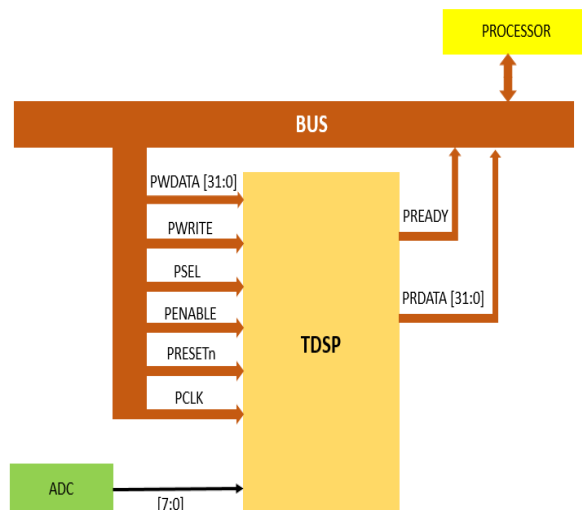 PROCESSOR
BUS
PWDATA [31:0]
PWRITE
PSEL
PENABLE
PRESETn
PCLK
TDSP
PREADY
PRDATA [31:0]
ADC
[7:0]